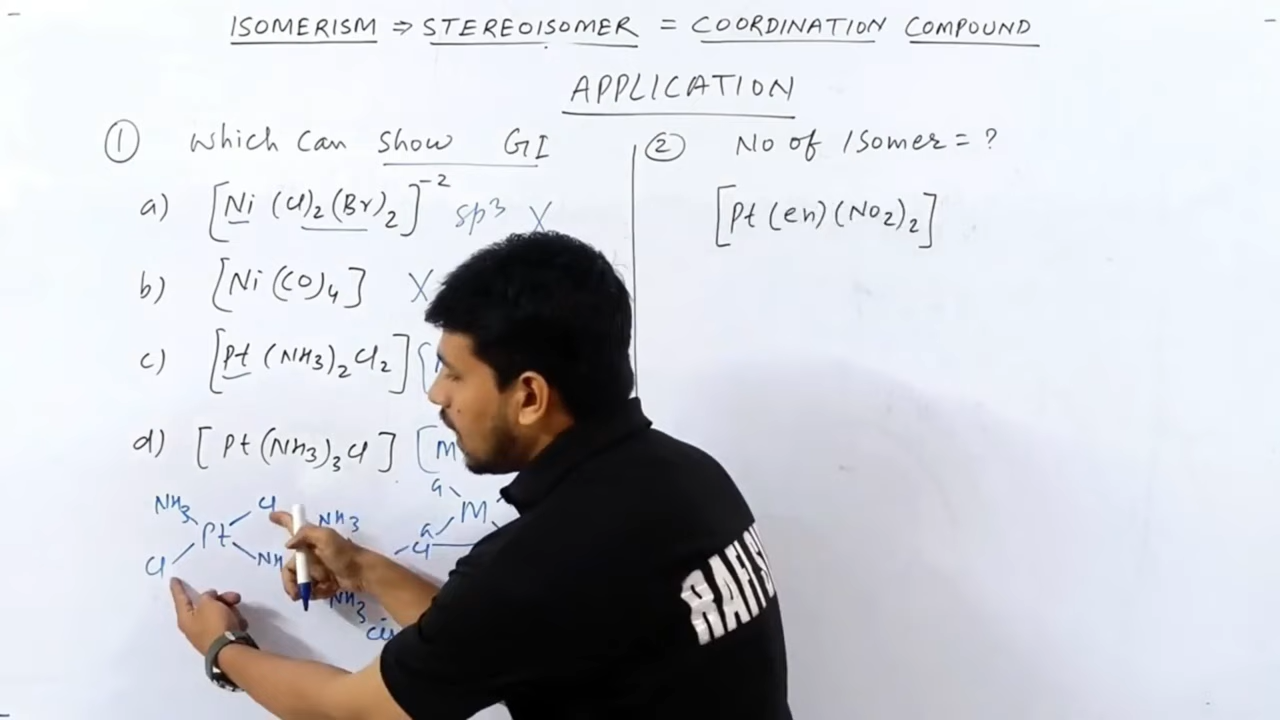 ISOMERISM ⇒ STEREOISOMER = COORDINATION COMPOUND
APPLICATION
① Which can show GI
a) [Ni (Cl)2 (Br)2]⁻² sp³ X
b) [Ni (CO)4] X
c) [Pt (NH3)2 Cl2] {
d) [Pt (NH3)3 Cl] [M
NH3 Cl
Pt
Cl NH
NH3
NH3
cis
a
M
a
Cl
② No of Isomer = ?
[Pt (en) (NO2)2]
RAFI S